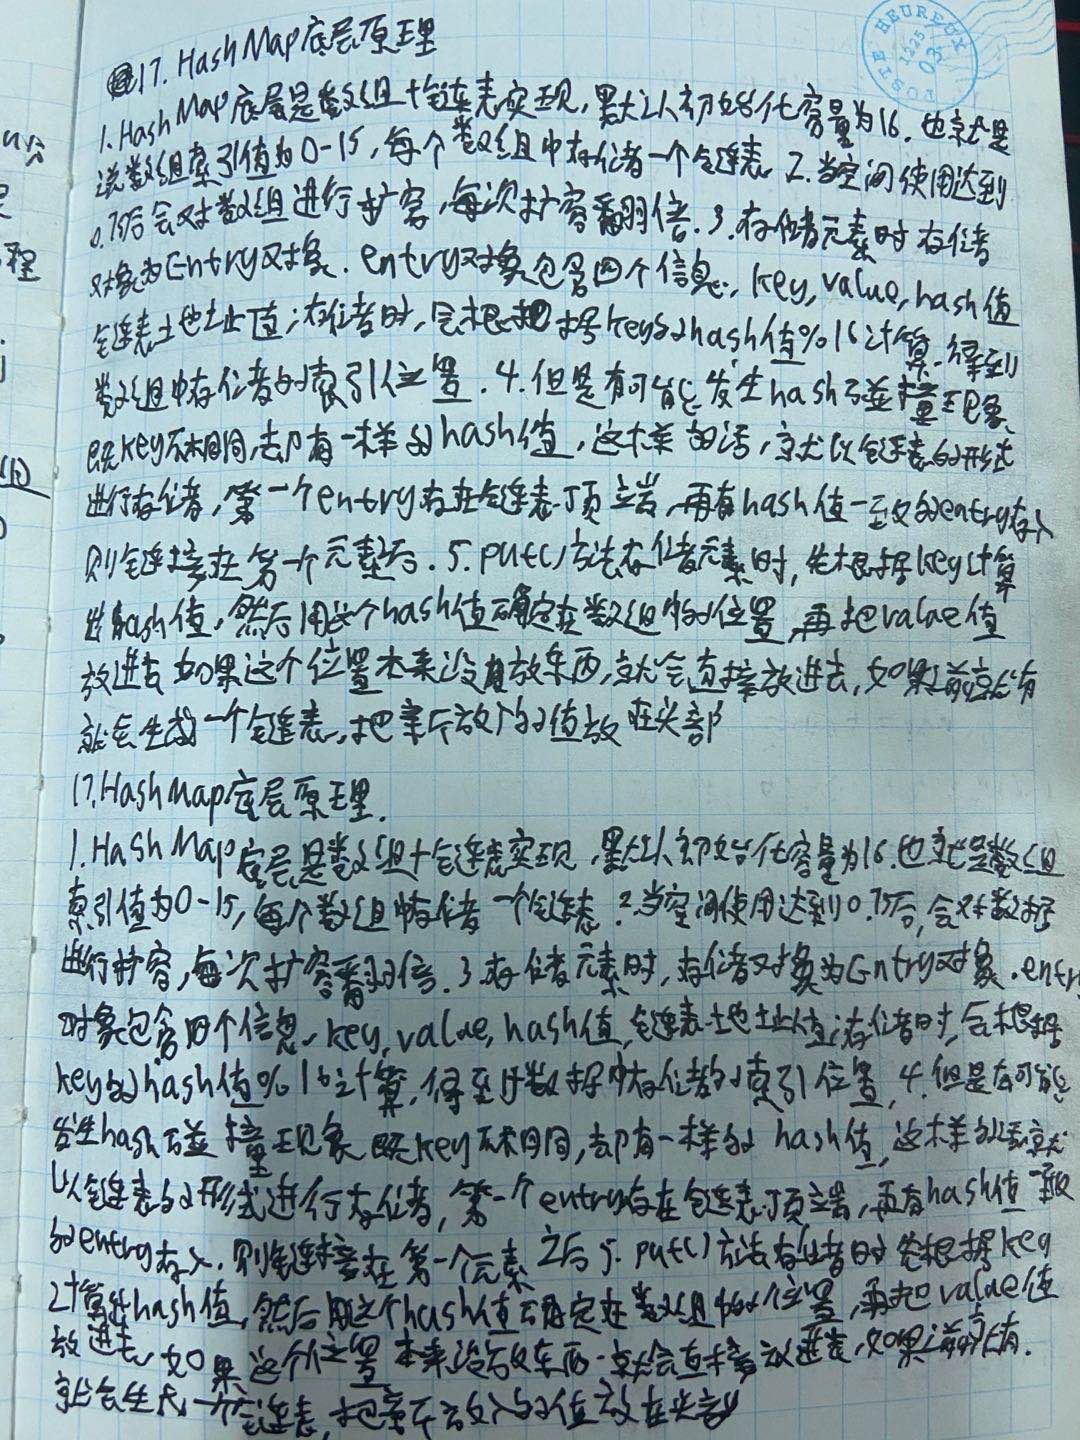 17. HashMap底层原理
1. HashMap底层是数组+链表实现,默认初始化容量为16.也就是
说数组索引值为0-15,每个数组中存储着一个链表 2.当空间使用达到
0.75后会对数组进行扩容,每次扩容翻倍.3.存储元素时存储
对象为Entry对象.entry对象包含四个信息,key,value,hash值
链表地址值;存储时,会根据key的hash值%16计算.得到
数组中存储的索引位置.4.但是有可能发生hash碰撞现象,
既key不相同,却有一样的hash值,这样的话,就以链表的形式
进行存储,第一个entry存在链表顶端,再有hash值一致的entry存入
则链接在第一个元素后.5.put()方法存储元素时,先根据key计算
出hash值,然后用这个hash值确定在数组中的位置,再把value值
放进去 如果这个位置本来没有放东西,就会直接放进去,如果之前就有
就会生成一个链表,把新放入的值放在头部
17.HashMap底层原理.
1.HashMap底层是数组+链表实现,默认初始化容量为16.也就是数组
索引值为0-15,每个数组中存储一个链表.2.当空间使用达到0.75后,会对数据
进行扩容,每次扩容翻倍.3.存储元素时,存储对象为Entry对象.entry
对象包含四个信息,key,value,hash值,链表地址值;存储时,会根据
key的hash值%16计算,得到数据中存储的索引位置,4.但是有可能
发生hash碰撞现象 既key不相同,却有一样的hash值,这样的话就
以链表的形式进行存储,第一个entry存在链表顶端,再有hash值一致
的entry存入.则链接在第一个元素之后 5. put()方法存储时先根据key
计算出hash值,然后用这个hash值确定在数组中的位置,再把value值
放进去,如果这个位置本来没放东西.就会直接放进去,如果之前就有.
就会生成一个链表,把新放入的值放在头部